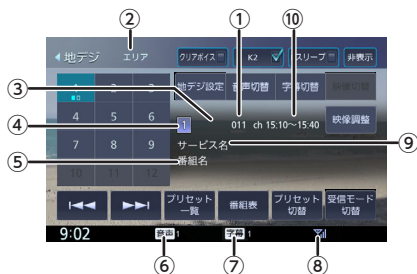 ② ① ⑩
地デジ エリア クリアボイス K2 スリープ 非表示
1 2 3 地デジ設定 音声切替 字幕切替 映像切替
③
④ 4 5 6 1 011 ch 15:10～15:40 映像調整
7 8 9 サービス名 ⑨
⑤ 番組名
10 11 12
プリセット一覧 番組表 プリセット切替 受信モード切替
9:02 音声 1 字幕 1
⑥ ⑦ ⑧